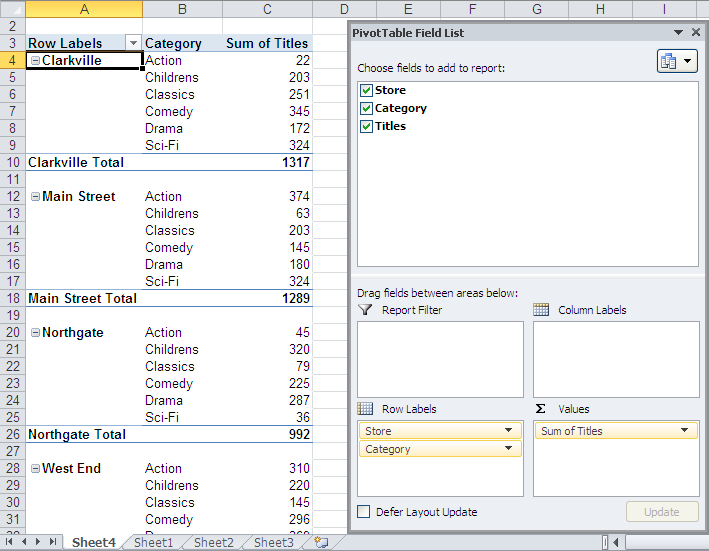 A B C D E F G H I
2
3 Row Labels Category Sum of Titles
4 Clarkville Action 22
5 Childrens 203
6 Classics 251
7 Comedy 345
8 Drama 172
9 Sci-Fi 324
10 Clarkville Total 1317
11
12 Main Street Action 374
13 Childrens 63
14 Classics 203
15 Comedy 145
16 Drama 180
17 Sci-Fi 324
18 Main Street Total 1289
19
20 Northgate Action 45
21 Childrens 320
22 Classics 79
23 Comedy 225
24 Drama 287
25 Sci-Fi 36
26 Northgate Total 992
27
28 West End Action 310
29 Childrens 220
30 Classics 145
31 Comedy 296
Sheet4 Sheet1 Sheet2 Sheet3
PivotTable Field List
Choose fields to add to report:
Store
Category
Titles
Drag fields between areas below:
Report Filter Column Labels
Row Labels Σ Values
Store Sum of Titles
Category
Defer Layout Update Update